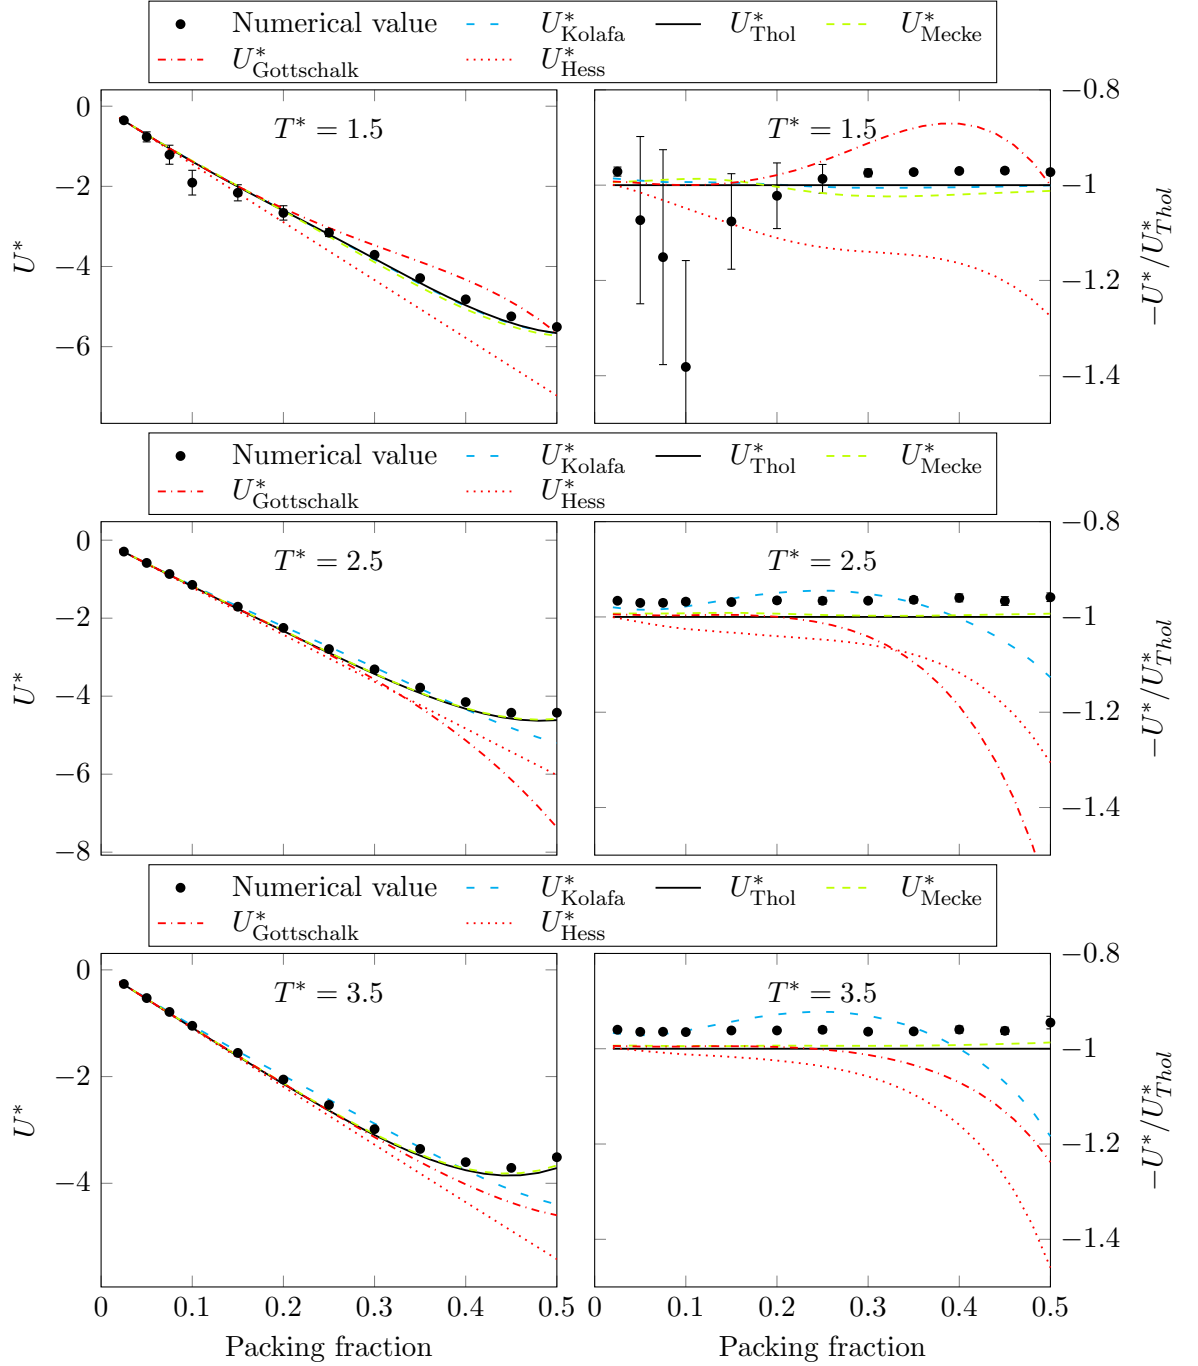 Numerical value U*Kolafa U*Thol U*Mecke
U*Gottschalk U*Hess
T* = 1.5
0
−2
−4
−6
U*
T* = 1.5
−0.8
−1
−1.2
−1.4
−U*/U*Thol
Numerical value U*Kolafa U*Thol U*Mecke
U*Gottschalk U*Hess
T* = 2.5
0
−2
−4
−6
−8
U*
T* = 2.5
−0.8
−1
−1.2
−1.4
−U*/U*Thol
Numerical value U*Kolafa U*Thol U*Mecke
U*Gottschalk U*Hess
T* = 3.5
0
−2
−4
U*
0 0.1 0.2 0.3 0.4 0.5
Packing fraction
T* = 3.5
−0.8
−1
−1.2
−1.4
−U*/U*Thol
0 0.1 0.2 0.3 0.4 0.5
Packing fraction